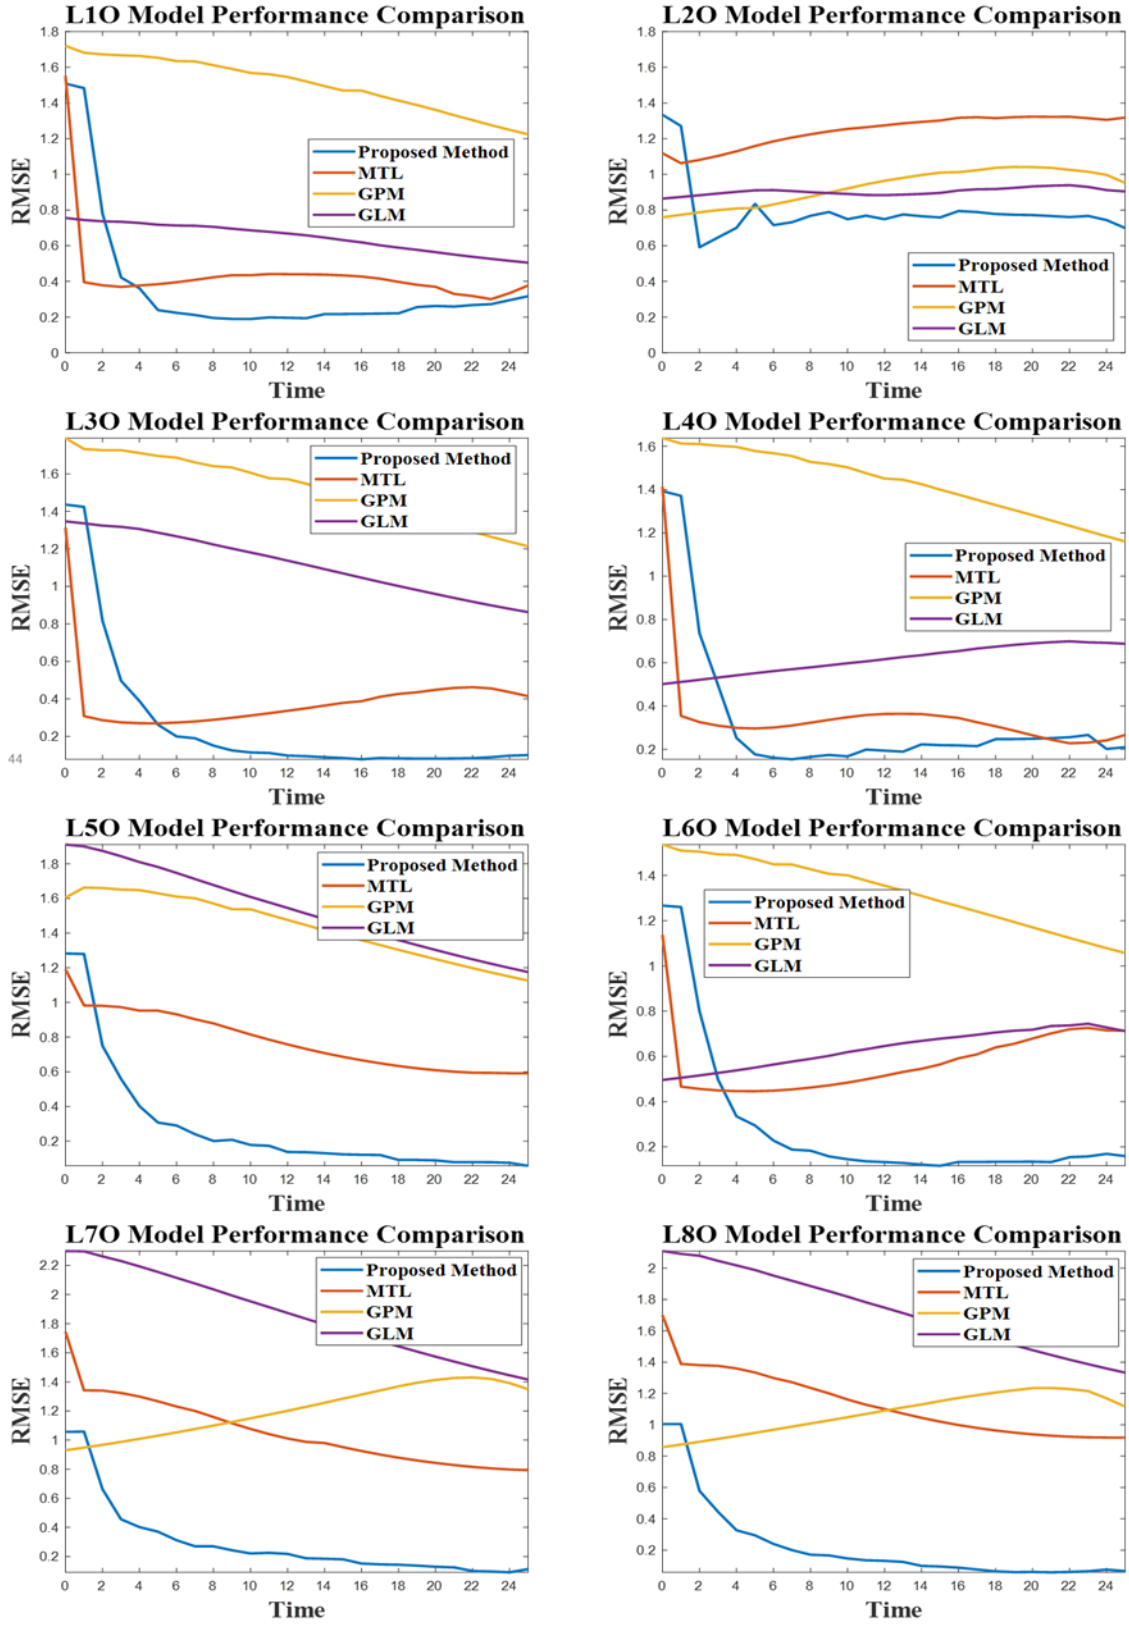 L1O Model Performance Comparison
RMSE
1.8
1.6
1.4
1.2
1
0.8
0.6
0.4
0.2
0
Proposed Method
MTL
GPM
GLM
0 2 4 6 8 10 12 14 16 18 20 22 24
Time
L2O Model Performance Comparison
RMSE
1.8
1.6
1.4
1.2
1
0.8
0.6
0.4
0.2
0
Proposed Method
MTL
GPM
GLM
0 2 4 6 8 10 12 14 16 18 20 22 24
Time
L3O Model Performance Comparison
RMSE
1.6
1.4
1.2
1
0.8
0.6
0.4
0.2
Proposed Method
MTL
GPM
GLM
44
0 2 4 6 8 10 12 14 16 18 20 22 24
Time
L4O Model Performance Comparison
RMSE
1.6
1.4
1.2
1
0.8
0.6
0.4
0.2
Proposed Method
MTL
GPM
GLM
0 2 4 6 8 10 12 14 16 18 20 22 24
Time
L5O Model Performance Comparison
RMSE
1.8
1.6
1.4
1.2
1
0.8
0.6
0.4
0.2
Proposed Method
MTL
GPM
GLM
0 2 4 6 8 10 12 14 16 18 20 22 24
Time
L6O Model Performance Comparison
RMSE
1.4
1.2
1
0.8
0.6
0.4
0.2
Proposed Method
MTL
GPM
GLM
0 2 4 6 8 10 12 14 16 18 20 22 24
Time
L7O Model Performance Comparison
RMSE
2.2
2
1.8
1.6
1.4
1.2
1
0.8
0.6
0.4
0.2
Proposed Method
MTL
GPM
GLM
0 2 4 6 8 10 12 14 16 18 20 22 24
Time
L8O Model Performance Comparison
RMSE
2
1.8
1.6
1.4
1.2
1
0.8
0.6
0.4
0.2
Proposed Method
MTL
GPM
GLM
0 2 4 6 8 10 12 14 16 18 20 22 24
Time